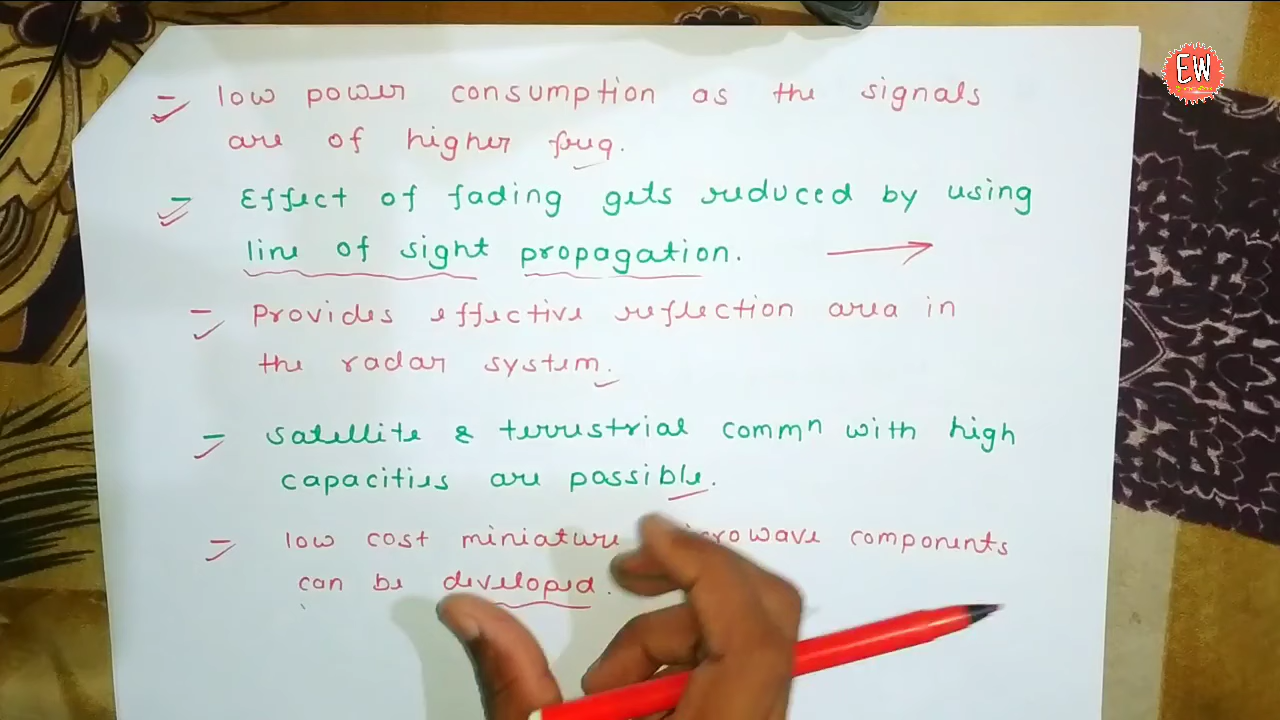 - low power consumption as the signals
are of higher freq.
- Effect of fading gets reduced by using
line of sight propagation.
- Provides effective reflection area in
the radar system.
- Satellite & terrestrial commn with high
capacities are possible.
- low cost miniature microwave components
can be developed.
EW